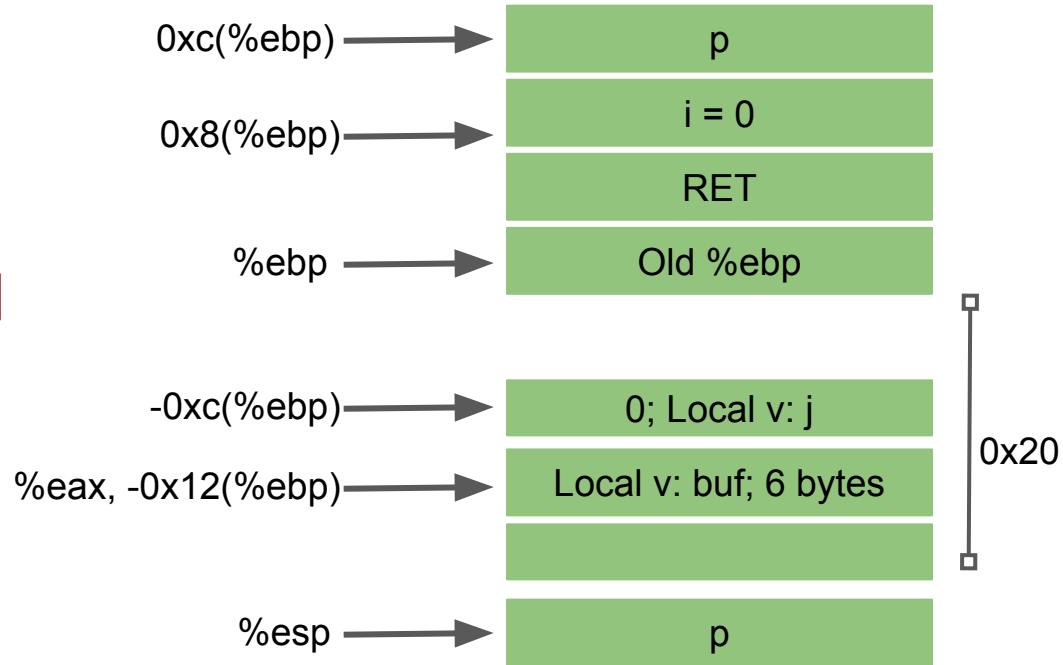 0xc(%ebp)
p
0x8(%ebp)
i = 0
RET
%ebp
Old %ebp
-0xc(%ebp)
0; Local v: j
0x20
%eax, -0x12(%ebp)
Local v: buf; 6 bytes
%esp
p